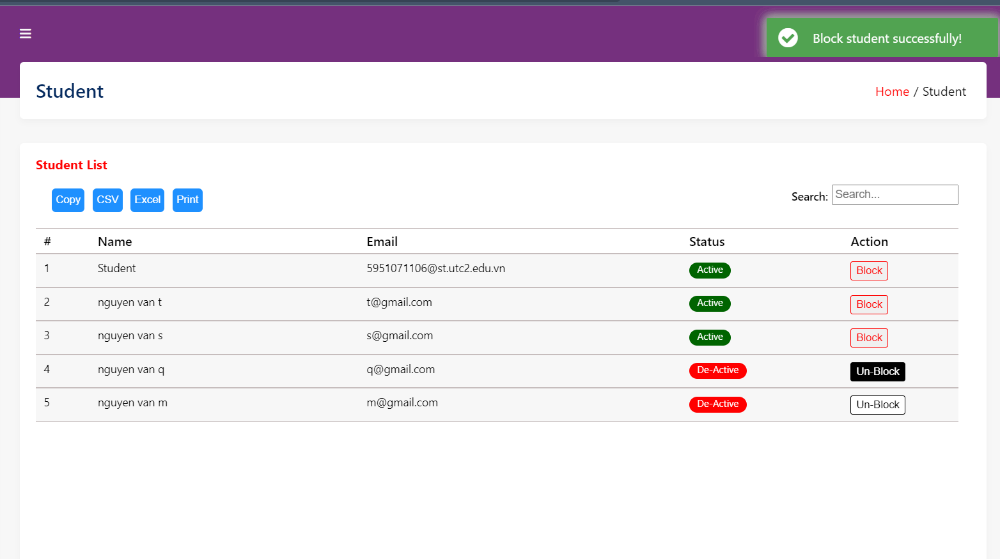 Block student successfully!
Student
Home / Student
Student List
Copy CSV Excel Print
Search: Search...
# Name Email Status Action
1 Student 5951071106@st.utc2.edu.vn Active Block
2 nguyen van t t@gmail.com Active Block
3 nguyen van s s@gmail.com Active Block
4 nguyen van q q@gmail.com De-Active Un-Block
5 nguyen van m m@gmail.com De-Active Un-Block